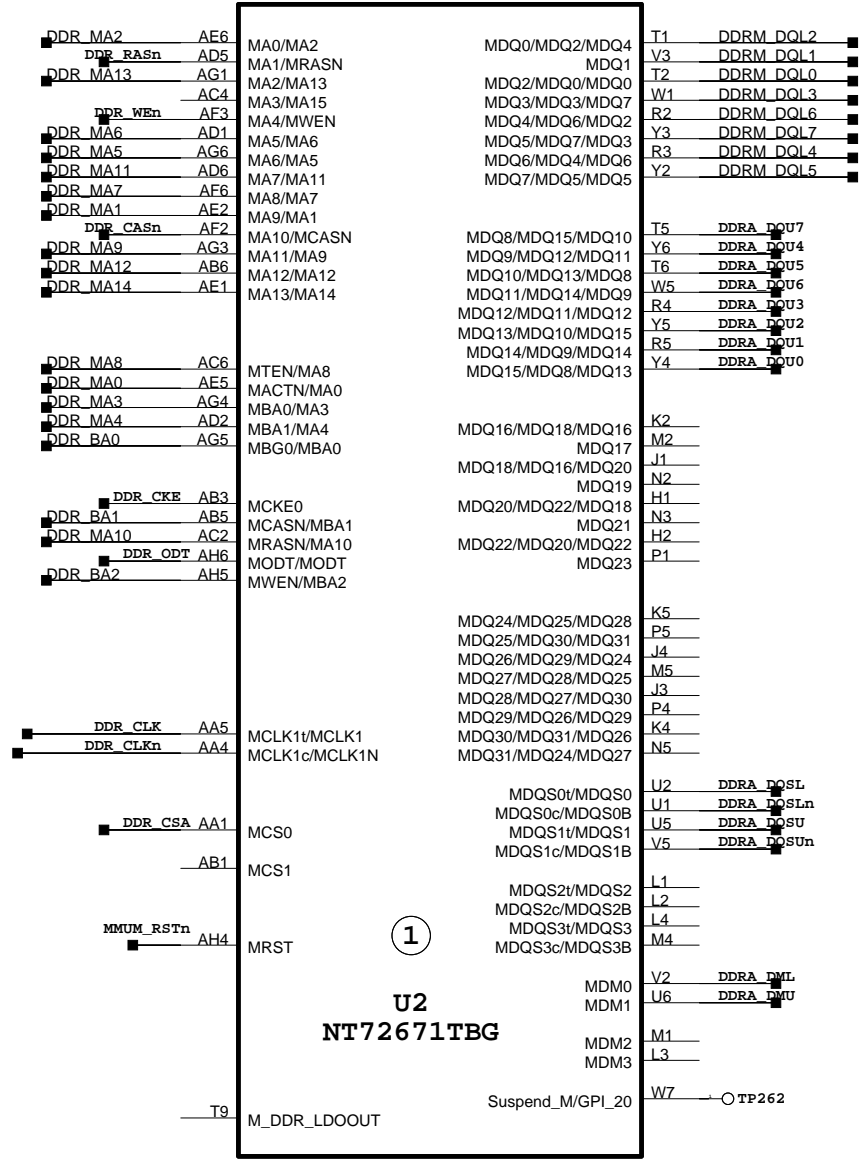 DDR_MA2 AE6 MA0/MA2 MDQ0/MDQ2/MDQ4 T1 DDRM_DQL2
DDR_RASn AD5 MA1/MRASN MDQ1 V3 DDRM_DQL1
DDR_MA13 AG1 MA2/MA13 MDQ2/MDQ0/MDQ0 T2 DDRM_DQL0
AC4 MA3/MA15 MDQ3/MDQ3/MDQ7 W1 DDRM_DQL3
DDR_WEn AF3 MA4/MWEN MDQ4/MDQ6/MDQ2 R2 DDRM_DQL6
DDR_MA6 AD1 MA5/MA6 MDQ5/MDQ7/MDQ3 Y3 DDRM_DQL7
DDR_MA5 AG6 MA6/MA5 MDQ6/MDQ4/MDQ6 R3 DDRM_DQL4
DDR_MA11 AD6 MA7/MA11 MDQ7/MDQ5/MDQ5 Y2 DDRM_DQL5
DDR_MA7 AF6 MA8/MA7
DDR_MA1 AE2 MA9/MA1
DDR_CASn AF2 MA10/MCASN MDQ8/MDQ15/MDQ10 T5 DDRA_DQU7
DDR_MA9 AG3 MA11/MA9 MDQ9/MDQ12/MDQ11 Y6 DDRA_DQU4
DDR_MA12 AB6 MA12/MA12 MDQ10/MDQ13/MDQ8 T6 DDRA_DQU5
DDR_MA14 AE1 MA13/MA14 MDQ11/MDQ14/MDQ9 W5 DDRA_DQU6
MDQ12/MDQ11/MDQ12 R4 DDRA_DQU3
MDQ13/MDQ10/MDQ15 Y5 DDRA_DQU2
MDQ14/MDQ9/MDQ14 R5 DDRA_DQU1
DDR_MA8 AC6 MTEN/MA8 MDQ15/MDQ8/MDQ13 Y4 DDRA_DQU0
DDR_MA0 AE5 MACTN/MA0
DDR_MA3 AG4 MBA0/MA3
DDR_MA4 AD2 MBA1/MA4 MDQ16/MDQ18/MDQ16 K2
DDR_BA0 AG5 MBG0/MBA0 MDQ17 M2
MDQ18/MDQ16/MDQ20 J1
MDQ19 N2
DDR_CKE AB3 MCKE0 MDQ20/MDQ22/MDQ18 H1
DDR_BA1 AB5 MCASN/MBA1 MDQ21 N3
DDR_MA10 AC2 MRASN/MA10 MDQ22/MDQ20/MDQ22 H2
DDR_ODT AH6 MODT/MODT MDQ23 P1
DDR_BA2 AH5 MWEN/MBA2
MDQ24/MDQ25/MDQ28 K5
MDQ25/MDQ30/MDQ31 P5
MDQ26/MDQ29/MDQ24 J4
MDQ27/MDQ28/MDQ25 M5
MDQ28/MDQ27/MDQ30 J3
MDQ29/MDQ26/MDQ29 P4
DDR_CLK AA5 MCLK1t/MCLK1 MDQ30/MDQ31/MDQ26 K4
DDR_CLKn AA4 MCLK1c/MCLK1N MDQ31/MDQ24/MDQ27 N5
MDQS0t/MDQS0 U2 DDRA_DQSL
MDQS0c/MDQS0B U1 DDRA_DQSLn
DDR_CSA AA1 MCS0 MDQS1t/MDQS1 U5 DDRA_DQSU
MDQS1c/MDQS1B V5 DDRA_DQSUn
AB1 MCS1
MDQS2t/MDQS2 L1
MDQS2c/MDQS2B L2
MDQS3t/MDQS3 L4
MMUM_RSTn AH4 MRST 1 MDQS3c/MDQS3B M4
MDM0 V2 DDRA_DML
U2 MDM1 U6 DDRA_DMU
NT72671TBG
MDM2 M1
MDM3 L3
Suspend_M/GPI_20 W7 TP262
T9 M_DDR_LDOOUT